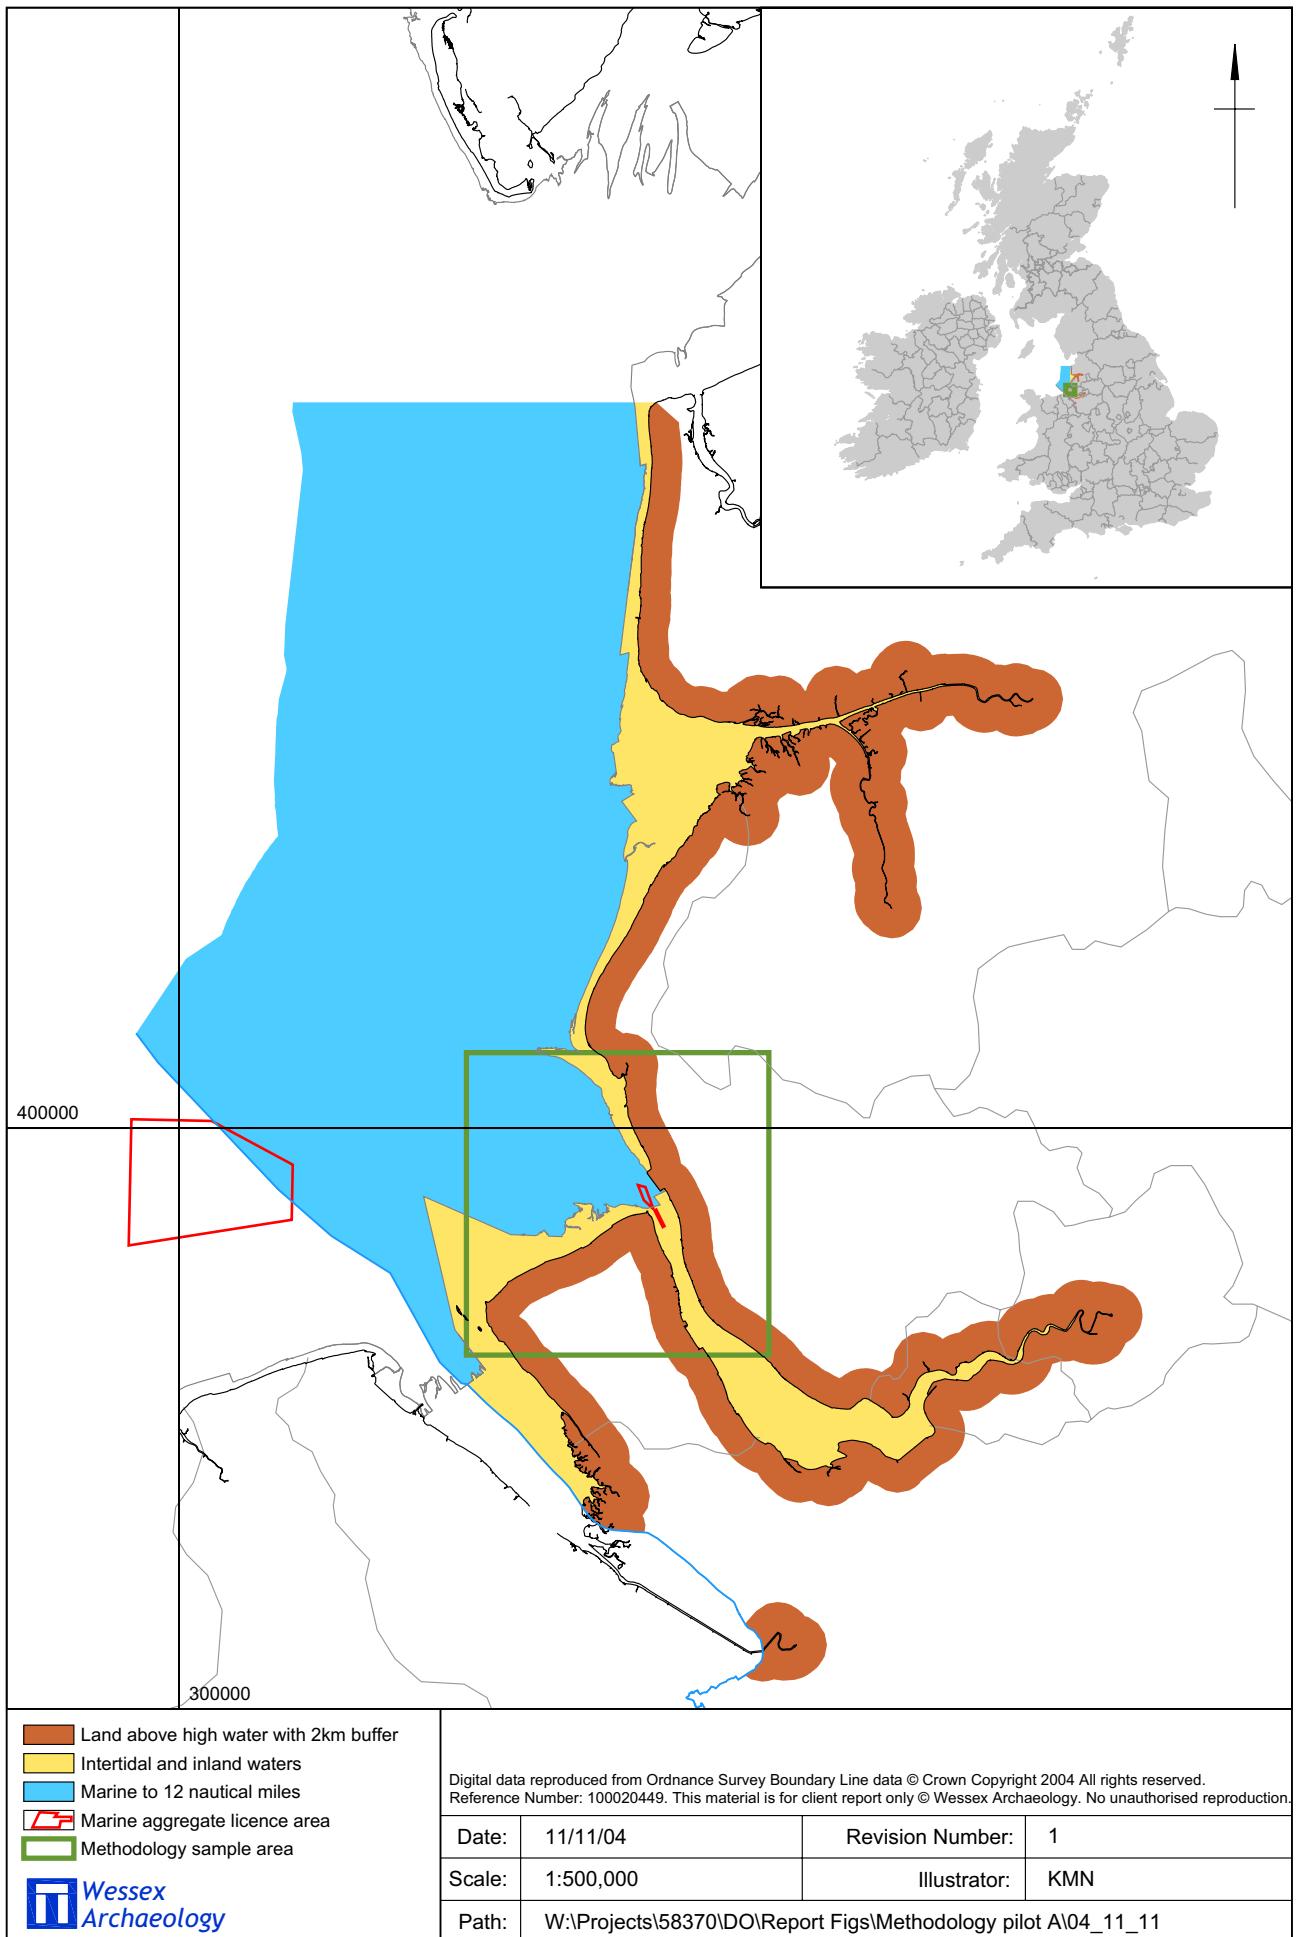 400000
300000
Land above high water with 2km buffer
Intertidal and inland waters
Marine to 12 nautical miles
Marine aggregate licence area
Methodology sample area
Wessex
Archaeology
Digital data reproduced from Ordnance Survey Boundary Line data © Crown Copyright 2004 All rights reserved.
Reference Number: 100020449. This material is for client report only © Wessex Archaeology. No unauthorised reproduction.
Date: 11/11/04 Revision Number: 1
Scale: 1:500,000 Illustrator: KMN
Path: W:\Projects\58370\DO\Report Figs\Methodology pilot A\04_11_11